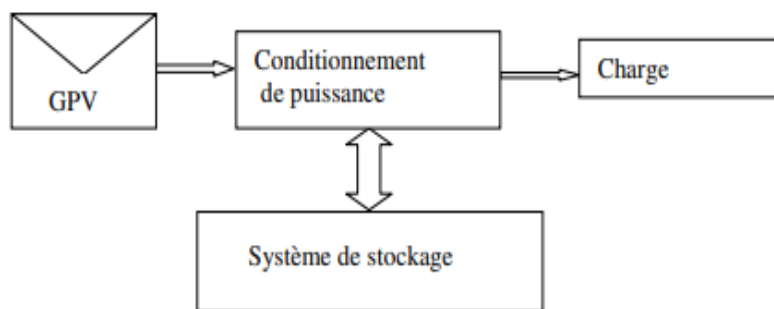 GPV
Conditionnement
de puissance
Charge
Système de stockage